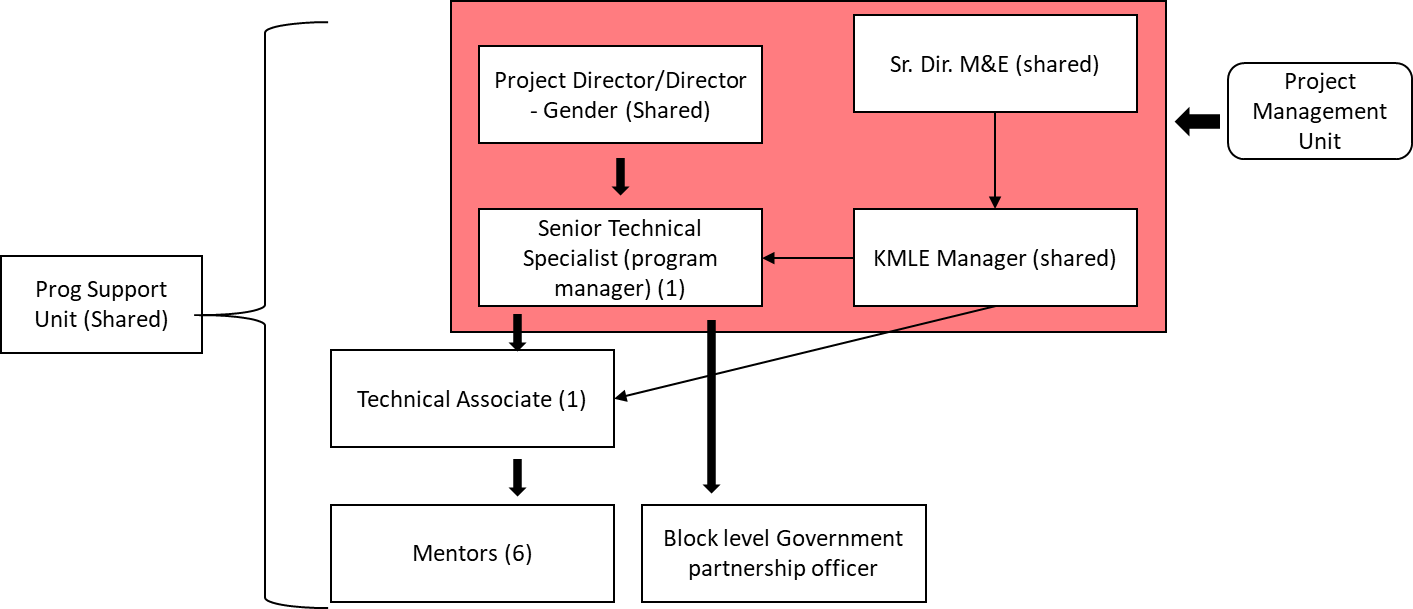 Project Director/Director
- Gender (Shared)
Sr. Dir. M&E (shared)
Project
Management
Unit
Senior Technical
Specialist (program
manager) (1)
KMLE Manager (shared)
Prog Support
Unit (Shared)
Technical Associate (1)
Mentors (6)
Block level Government
partnership officer